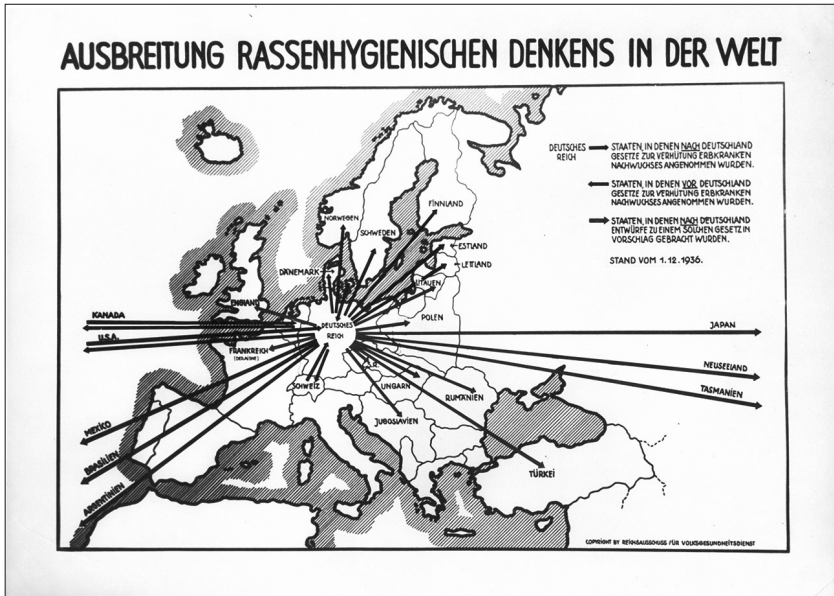 AUSBREITUNG RASSENHYGIENISCHEN DENKENS IN DER WELT
DEUTSCHES
REICH
STAATEN, IN DENEN NACH DEUTSCHLAND
GESETZE ZUR VERHÜTUNG ERBKRANKEN
NACHWUCHSES ANGENOMMEN WURDEN.
STAATEN, IN DENEN VOR DEUTSCHLAND
GESETZE ZUR VERHÜTUNG ERBKRANKEN
NACHWUCHSES ANGENOMMEN WURDEN.
STAATEN, IN DENEN NACH DEUTSCHLAND
ENTWÜRFE ZU EINEM SOLCHEN GESETZ IN
VORSCHLAG GEBRACHT WURDEN.
STAND VOM 1.12.1936.
FINNLAND
NORWEGEN
SCHWEDEN
ESTLAND
LETTLAND
DÄNEMARK
LITAUEN
ENGLAND
KANADA
POLEN
DEUTSCHES
REICH
JAPAN
U.S.A.
FRANKREICH
NEUSEELAND
SCHWEIZ
UNGARN
TASMANIEN
RUMÄNIEN
JUGOSLAVIEN
MEXIKO
BRASILIEN
TÜRKEI
ARGENTINIEN
COPYRIGHT BY REICHSAUSSCHUSS FÜR VOLKSGESUNDHEITSDIENST